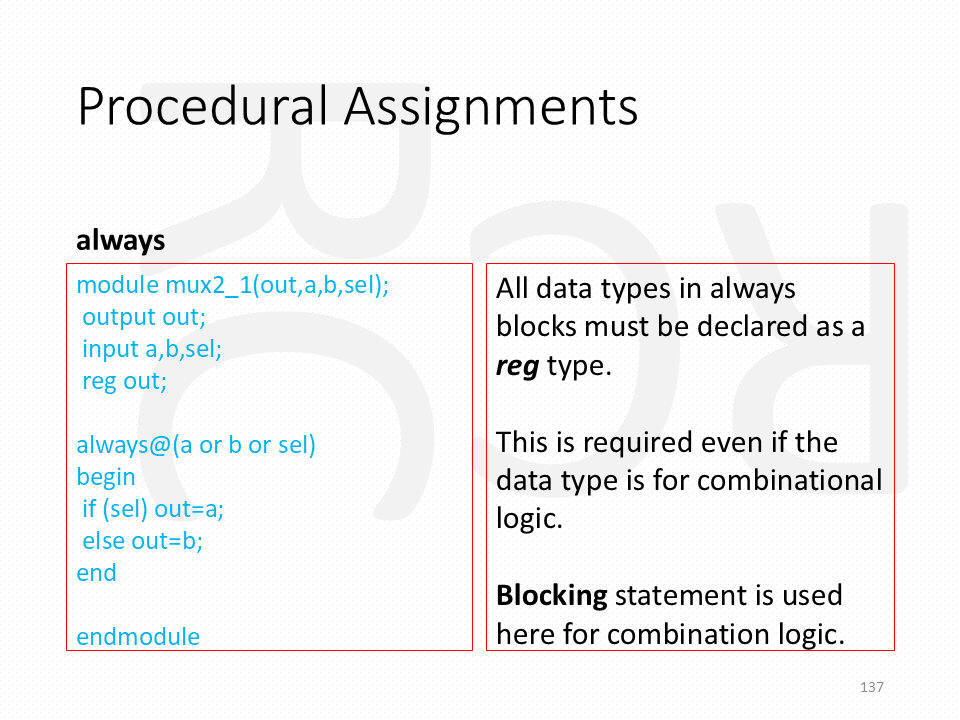 Procedural Assignments
always
module mux2_1(out,a,b,sel);
output out;
input a,b,sel;
reg out;
always@(a or b or sel)
begin
if (sel) out=a;
else out=b;
end
endmodule
All data types in always
blocks must be declared as a
reg type.
This is required even if the
data type is for combinational
logic.
Blocking statement is used
here for combination logic.
137